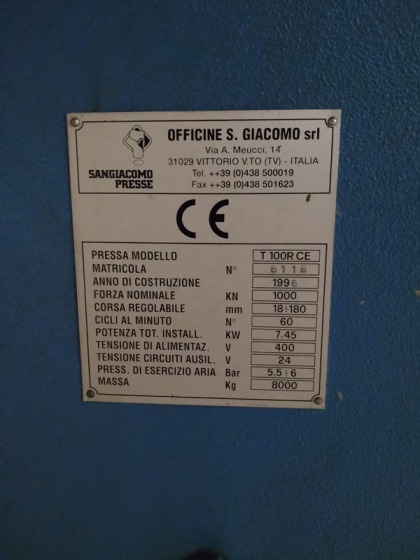 OFFICINE S. GIACOMO srl
Via A. Meucci, 14
31029 VITTORIO V.TO (TV) - ITALIA
Tel. ++39 (0)438 500019
Fax ++39 (0)438 501623
SANGIACOMO
PRESSE
CE
PRESSA MODELLO T 100R CE
MATRICOLA N° 6116
ANNO DI COSTRUZIONE 1996
FORZA NOMINALE KN 1000
CORSA REGOLABILE mm 18÷180
CICLI AL MINUTO N° 60
POTENZA TOT. INSTALL. KW 7.45
TENSIONE DI ALIMENTAZ. V 400
TENSIONE CIRCUITI AUSIL. V 24
PRESS. DI ESERCIZIO ARIA Bar 5.5÷6
MASSA Kg 8000